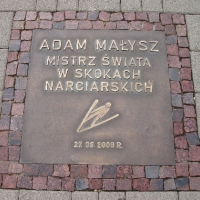 ADAM MAŁYSZ
MISTRZ ŚWIATA
W SKOKACH
NARCIARSKICH